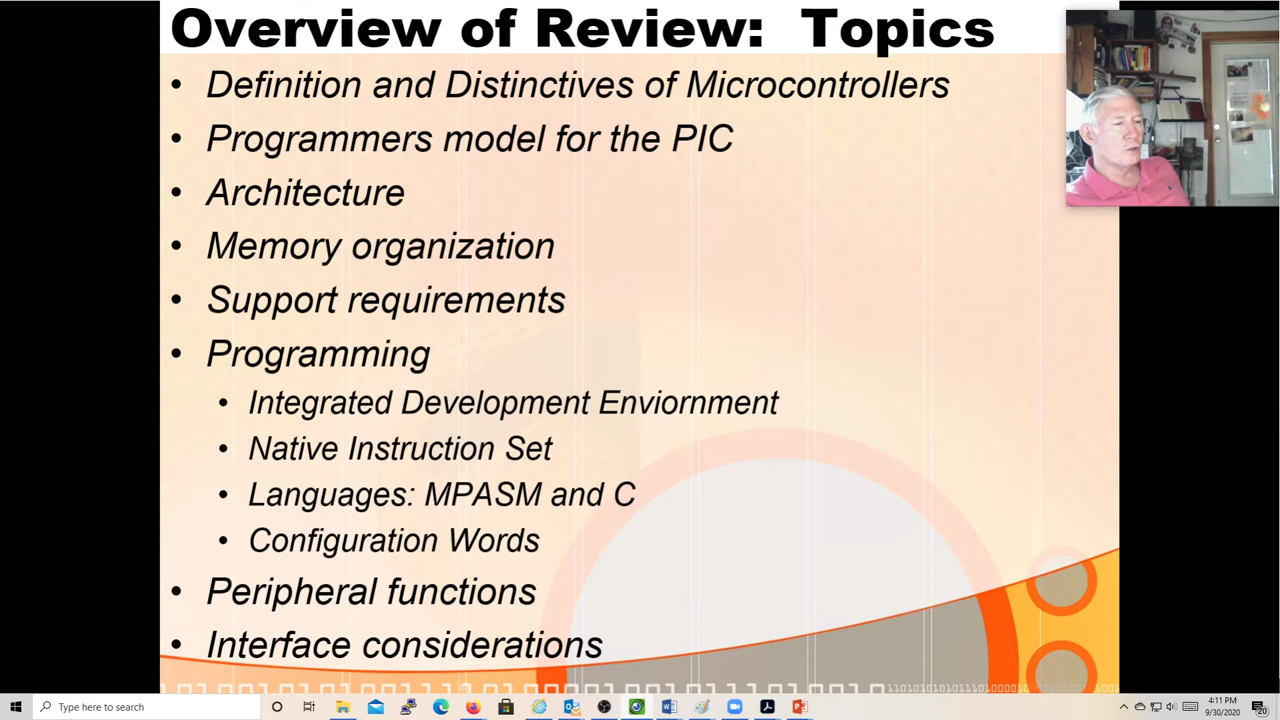 Overview of Review: Topics
• Definition and Distinctives of Microcontrollers
• Programmers model for the PIC
• Architecture
• Memory organization
• Support requirements
• Programming
• Integrated Development Enviornment
• Native Instruction Set
• Languages: MPASM and C
• Configuration Words
• Peripheral functions
• Interface considerations
Type here to search
4:11 PM
9/30/2020
20